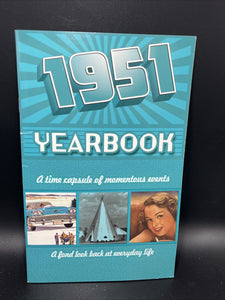 1951
YEARBOOK
A time capsule of momentous events
A fond look back at everyday life